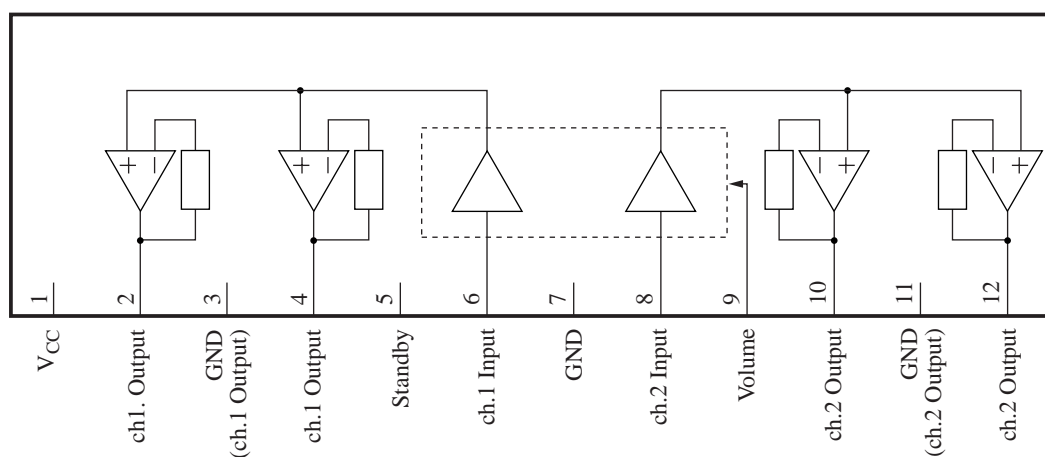 + −
+ −
− +
− +
1
2
3
4
5
6
7
8
9
10
11
12
VCC
ch1. Output
GND
(ch.1 Output)
ch.1 Output
Standby
ch.1 Input
GND
ch.2 Input
Volume
ch.2 Output
GND
(ch.2 Output)
ch.2 Output